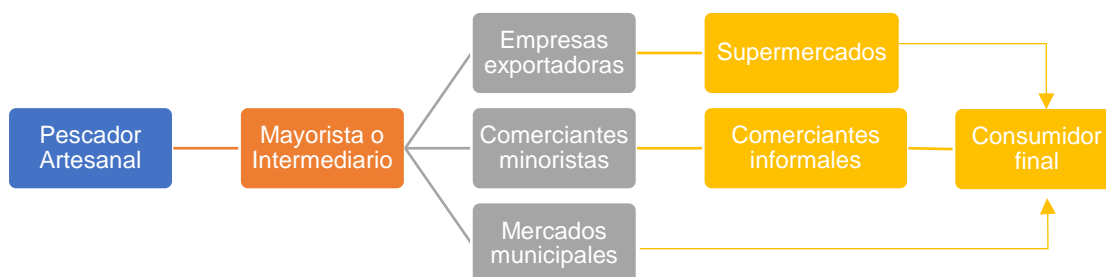 Pescador
Artesanal
Mayorista o
Intermediario
Empresas
exportadoras
Comerciantes
minoristas
Mercados
municipales
Supermercados
Comerciantes
informales
Consumidor
final